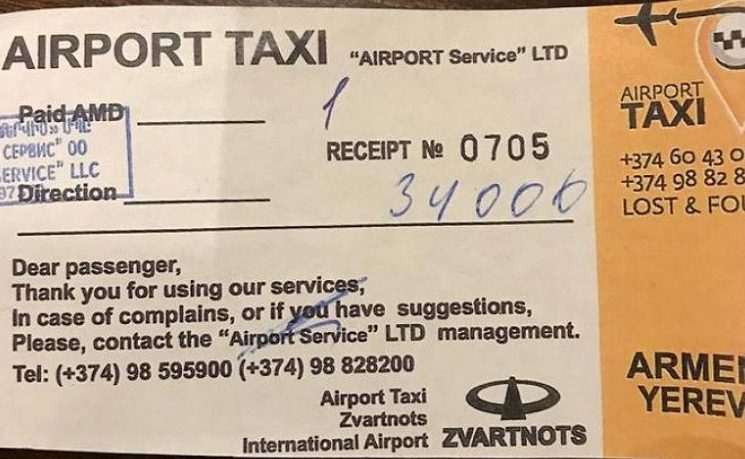 AIRPORT TAXI "AIRPORT Service" LTD
Paid AMD
1
СЕРВИС" ОО
ERVICE" LLC
RECEIPT № 0705
Direction
34000
Dear passenger,
Thank you for using our services,
In case of complains, or if you have suggestions,
Please, contact the "Airport Service" LTD management.
Tel: (+374) 98 595900 (+374) 98 828200
Airport Taxi
Zvartnots
International Airport
ZVARTNOTS
AIRPORT
TAXI
+374 60 43 0
+374 98 82 8
LOST & FOU
ARMEN
YEREV